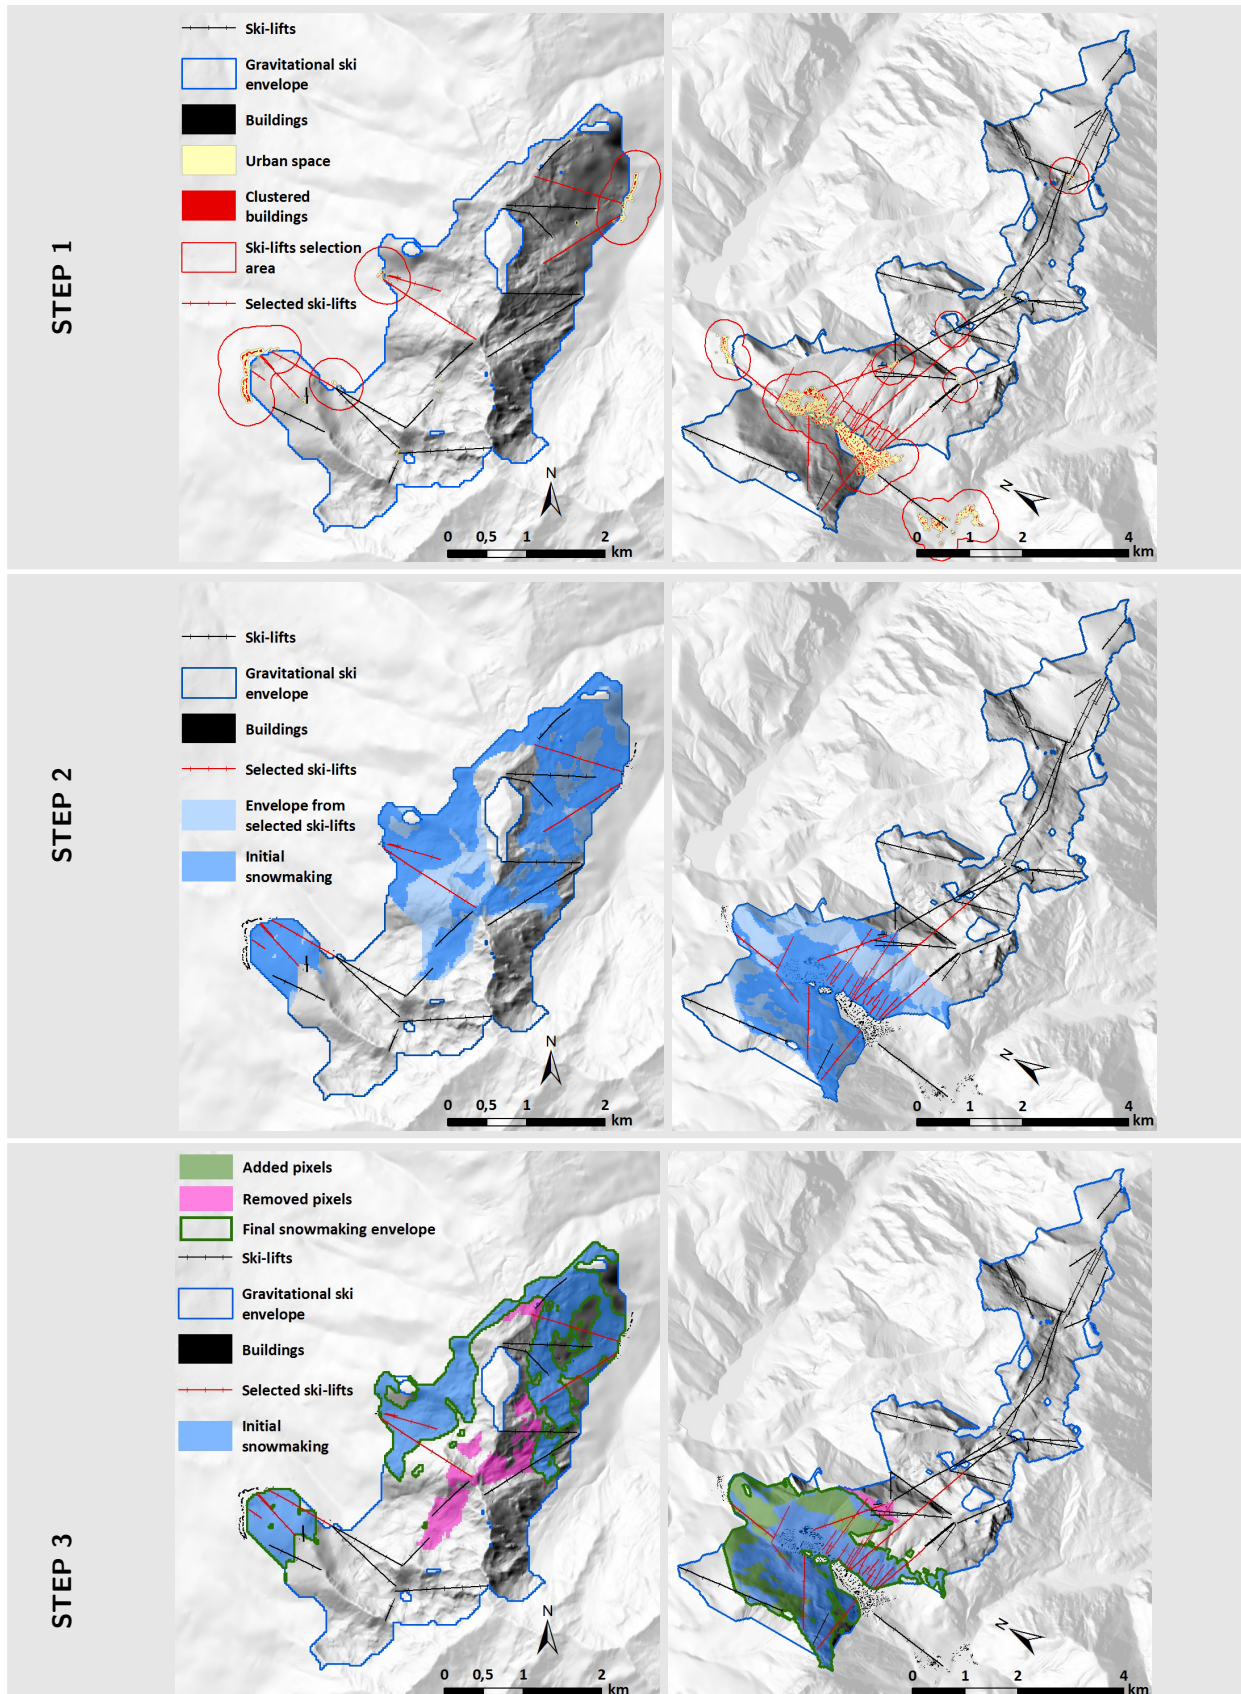 STEP 1
Ski-lifts
Gravitational ski
envelope
Buildings
Urban space
Clustered
buildings
Ski-lifts selection
area
Selected ski-lifts
N
0 0,5 1 2
km
N
0 1 2 4
km
STEP 2
Ski-lifts
Gravitational ski
envelope
Buildings
Selected ski-lifts
Envelope from
selected ski-lifts
Initial
snowmaking
N
0 0,5 1 2
km
N
0 1 2 4
km
STEP 3
Added pixels
Removed pixels
Final snowmaking envelope
Ski-lifts
Gravitational ski
envelope
Buildings
Selected ski-lifts
Initial
snowmaking
N
0 0,5 1 2
km
N
0 1 2 4
km